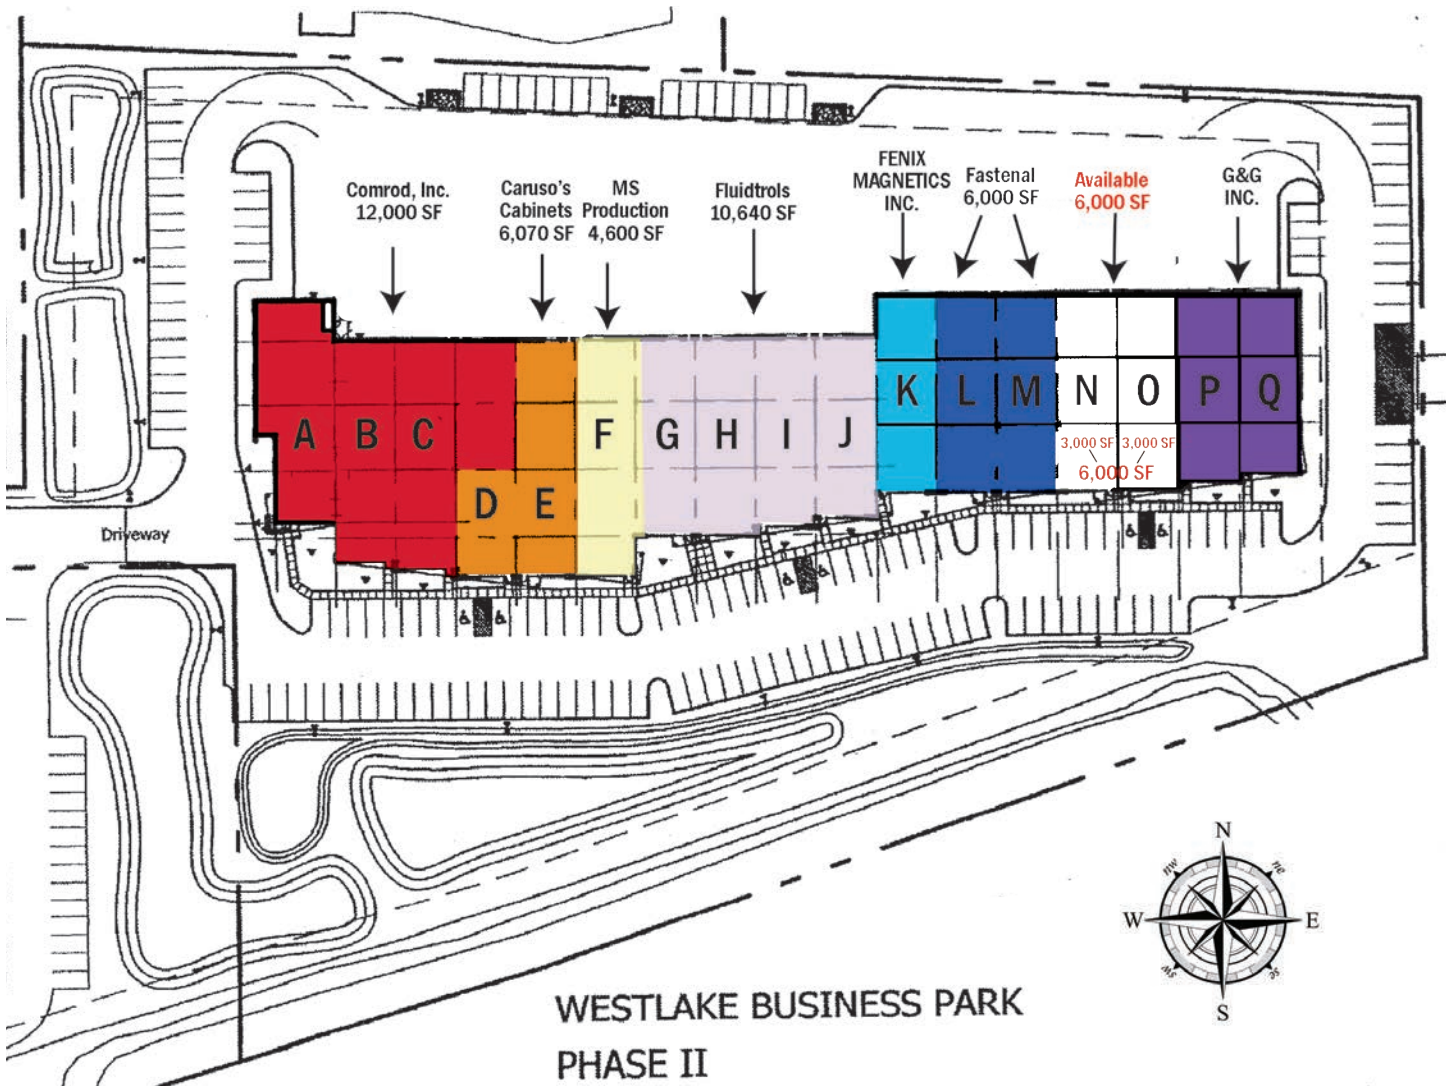 Comrod, Inc.
12,000 SF
Caruso's
Cabinets
6,070 SF
MS
Production
4,600 SF
Fluidtrols
10,640 SF
FENIX
MAGNETICS
INC.
Fastenal
6,000 SF
Available
6,000 SF
G&G
INC.
A
B
C
D
E
F
G
H
I
J
K
L
M
N
O
P
Q
3,000 SF
3,000 SF
6,000 SF
Driveway
N
ne
E
se
S
sw
W
nw
WESTLAKE BUSINESS PARK
PHASE II